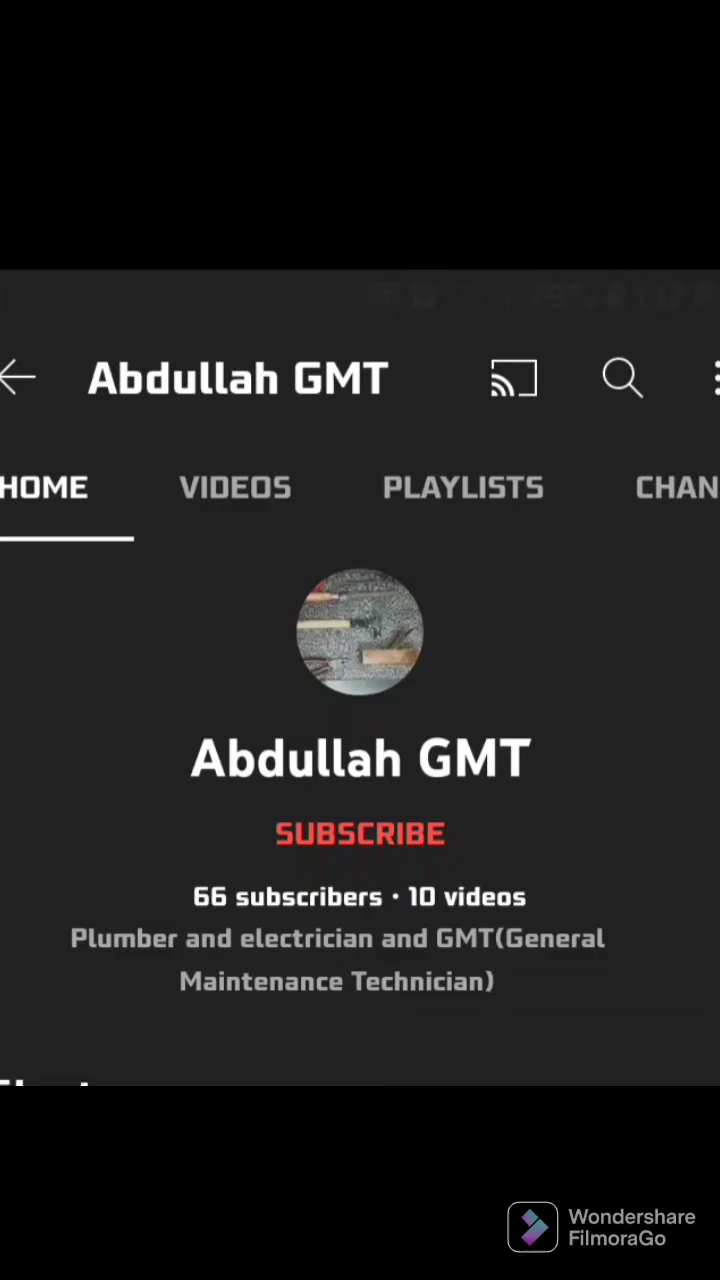 Abdullah GMT
HOME VIDEOS PLAYLISTS CHAN
Abdullah GMT
SUBSCRIBE
66 subscribers • 10 videos
Plumber and electrician and GMT(General
Maintenance Technician)
Wondershare
FilmoraGo